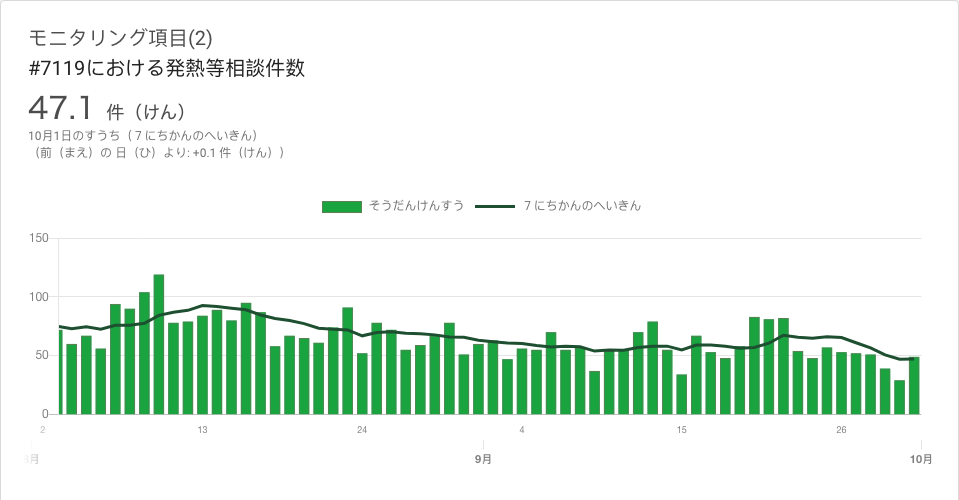 モニタリング項目(2)
#7119における発熱等相談件数
47.1 件（けん）
10月1日のすうち（７にちかんのへいきん）
（前（まえ）の 日（ひ）より: +0.1 件（けん））
そうだんけんすう ７にちかんのへいきん
150
100
50
0
2 13 24 4 15 26
月 9月 10月